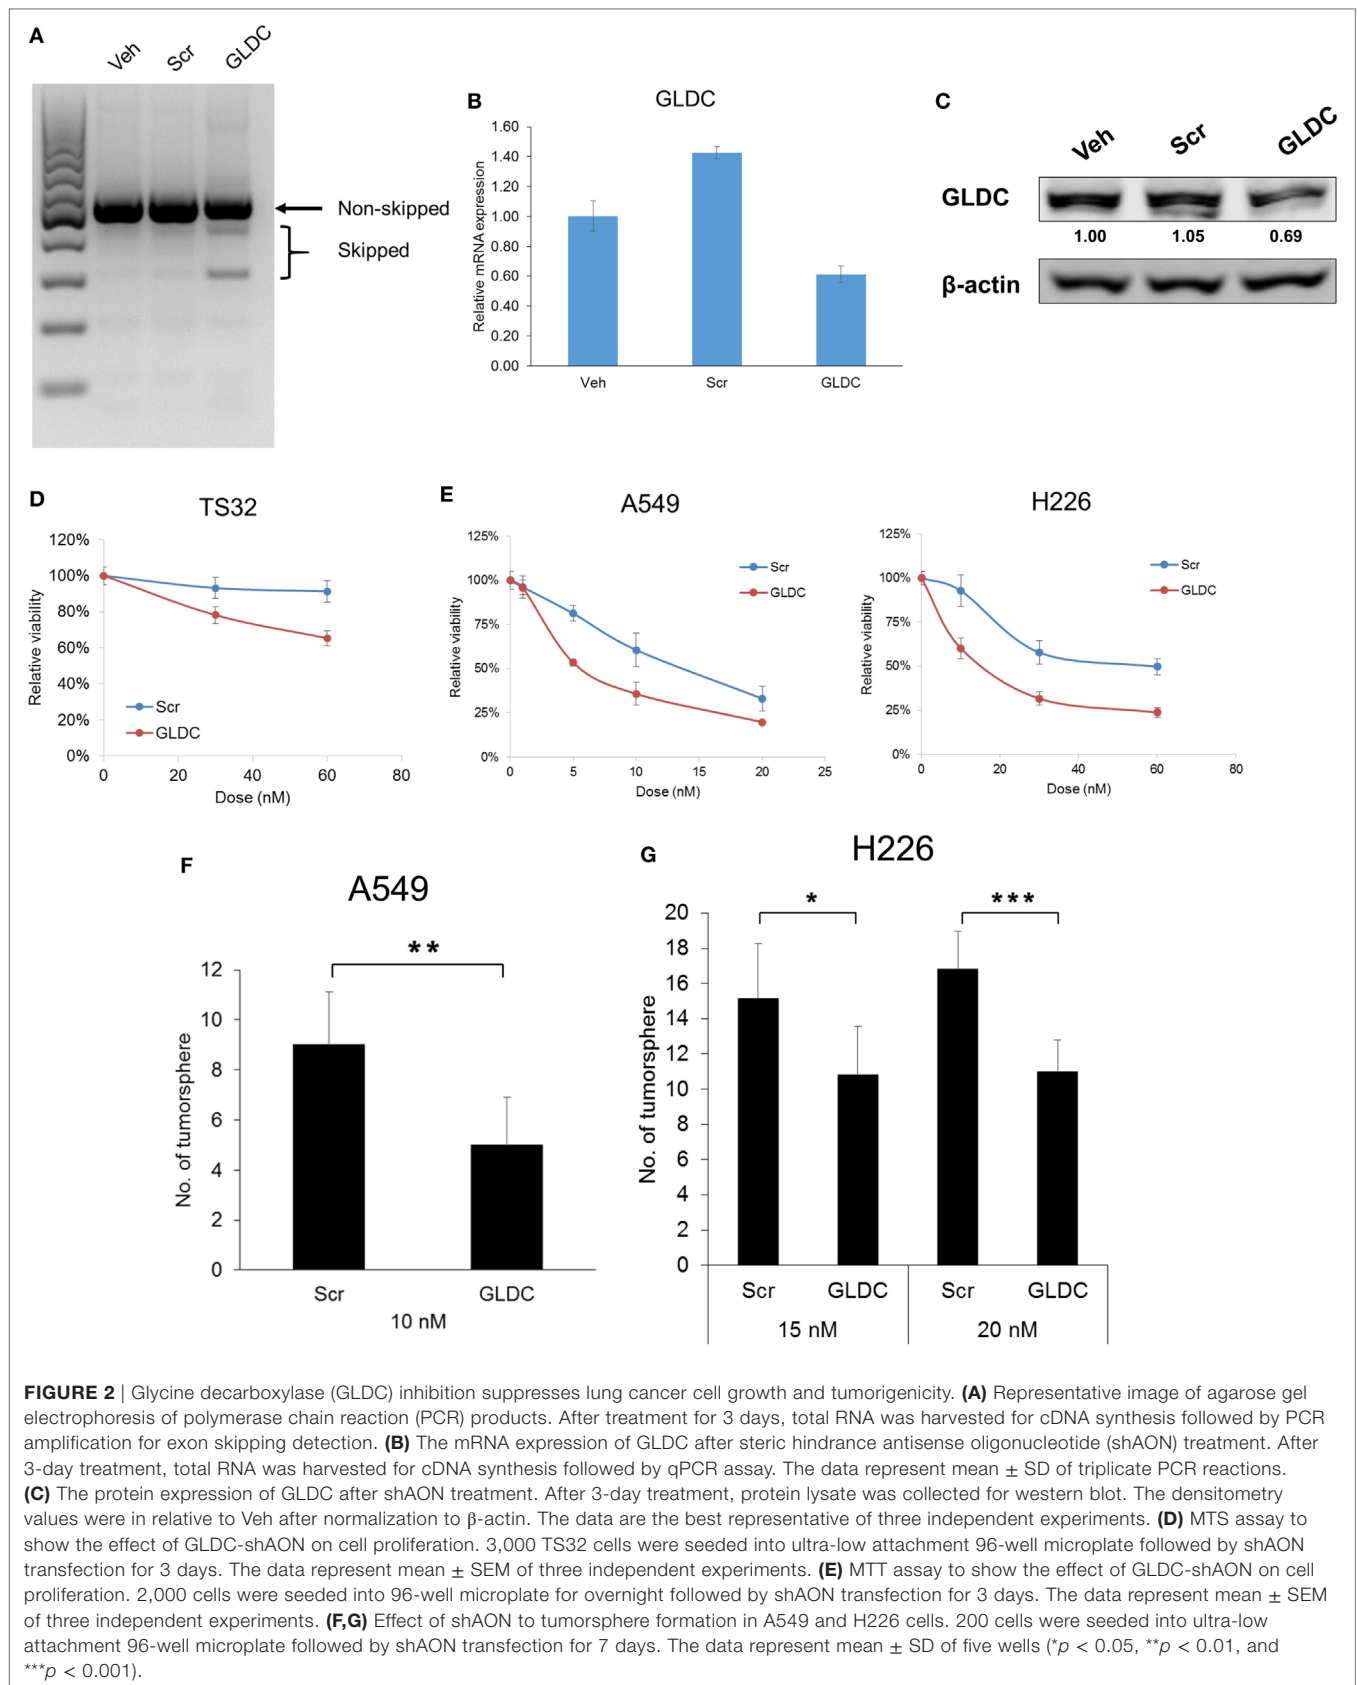 A
Veh
Scr
GLDC
Non-skipped
Skipped
B
GLDC
Relative mRNA expression
1.60
1.40
1.20
1.00
0.80
0.60
0.40
0.20
0.00
Veh
Scr
GLDC
C
Veh
Scr
GLDC
GLDC
1.00
1.05
0.69
β-actin
D
TS32
Relative viability
120%
100%
80%
60%
40%
20%
0%
Scr
GLDC
0
20
40
60
80
Dose (nM)
E
A549
Relative viability
125%
100%
75%
50%
25%
0%
Scr
GLDC
0
5
10
15
20
25
Dose (nM)
H226
Relative viability
125%
100%
75%
50%
25%
0%
Scr
GLDC
0
20
40
60
80
Dose (nM)
F
A549
**
No. of tumorsphere
12
10
8
6
4
2
0
Scr
GLDC
10 nM
G
H226
*
***
No. of tumorsphere
20
18
16
14
12
10
8
6
4
2
0
Scr
GLDC
Scr
GLDC
15 nM
20 nM
FIGURE 2 | Glycine decarboxylase (GLDC) inhibition suppresses lung cancer cell growth and tumorigenicity. (A) Representative image of agarose gel
electrophoresis of polymerase chain reaction (PCR) products. After treatment for 3 days, total RNA was harvested for cDNA synthesis followed by PCR
amplification for exon skipping detection. (B) The mRNA expression of GLDC after steric hindrance antisense oligonucleotide (shAON) treatment. After
3-day treatment, total RNA was harvested for cDNA synthesis followed by qPCR assay. The data represent mean ± SD of triplicate PCR reactions.
(C) The protein expression of GLDC after shAON treatment. After 3-day treatment, protein lysate was collected for western blot. The densitometry
values were in relative to Veh after normalization to β-actin. The data are the best representative of three independent experiments. (D) MTS assay to
show the effect of GLDC-shAON on cell proliferation. 3,000 TS32 cells were seeded into ultra-low attachment 96-well microplate followed by shAON
transfection for 3 days. The data represent mean ± SEM of three independent experiments. (E) MTT assay to show the effect of GLDC-shAON on cell
proliferation. 2,000 cells were seeded into 96-well microplate for overnight followed by shAON transfection for 3 days. The data represent mean ± SEM
of three independent experiments. (F,G) Effect of shAON to tumorsphere formation in A549 and H226 cells. 200 cells were seeded into ultra-low
attachment 96-well microplate followed by shAON transfection for 7 days. The data represent mean ± SD of five wells (*p < 0.05, **p < 0.01, and
***p < 0.001).